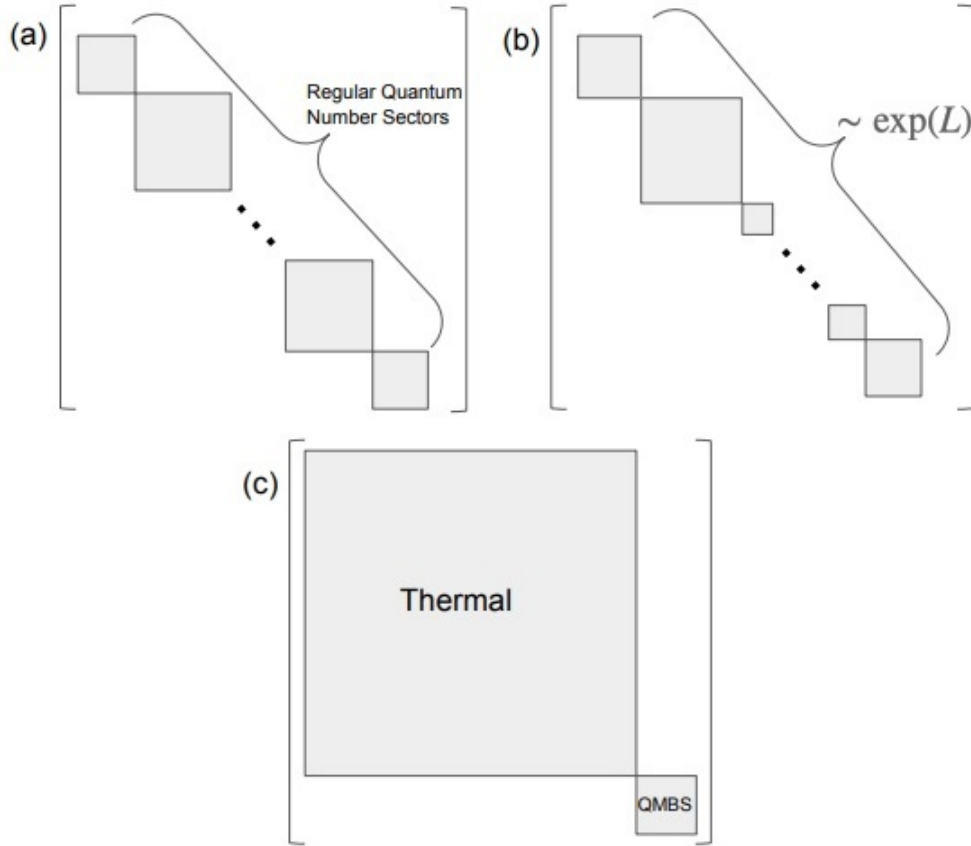 (a)
Regular Quantum
Number Sectors
(b)
~ exp(L)
(c)
Thermal
QMBS